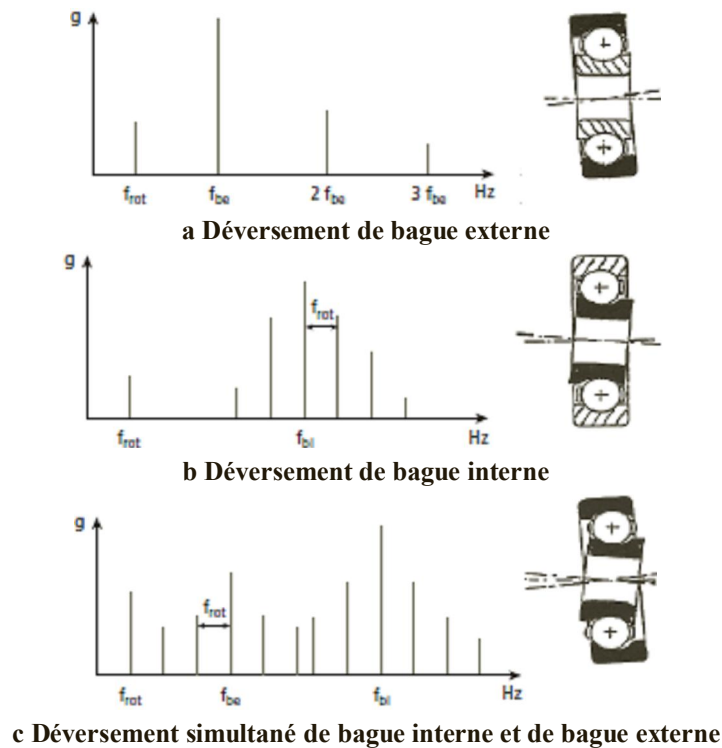 g
f_rot f_be 2 f_be 3 f_be Hz
a Déversement de bague externe
g
f_rot
f_rot f_bi Hz
b Déversement de bague interne
g
f_rot
f_rot f_be f_bi Hz
c Déversement simultané de bague interne et de bague externe